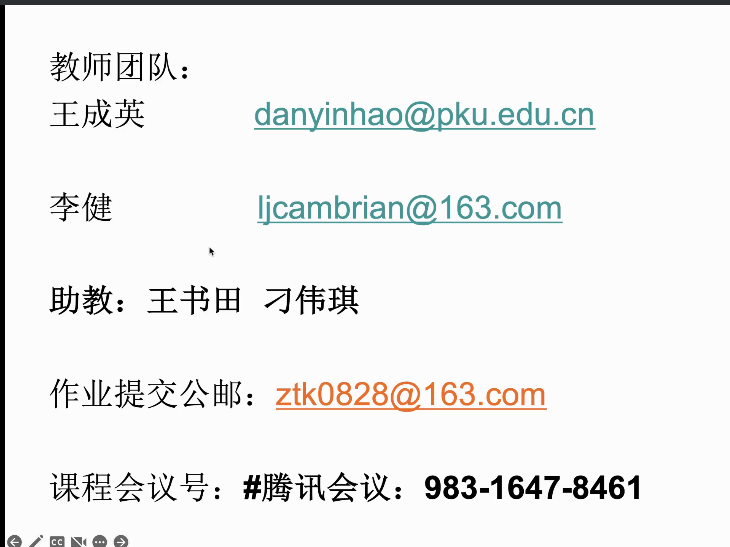 教师团队：
王成英 danyinhao@pku.edu.cn
李健 ljcambrian@163.com
助教：王书田 刁伟琪
作业提交公邮：ztk0828@163.com
课程会议号：#腾讯会议：983-1647-8461